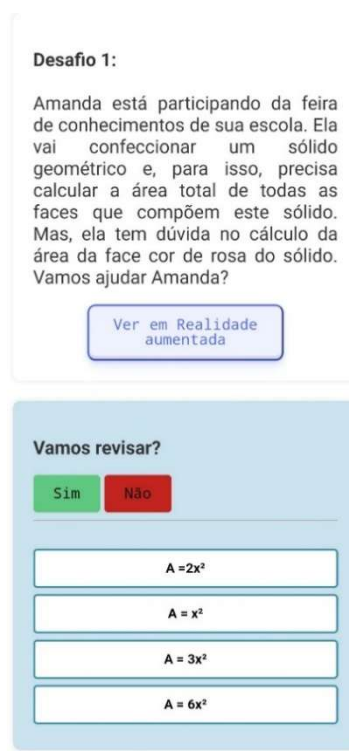 Desafio 1:
Amanda está participando da feira
de conhecimentos de sua escola. Ela
vai confeccionar um sólido
geométrico e, para isso, precisa
calcular a área total de todas as
faces que compõem este sólido.
Mas, ela tem dúvida no cálculo da
área da face cor de rosa do sólido.
Vamos ajudar Amanda?
Ver em Realidade
aumentada
Vamos revisar?
Sim Não
A =2x²
A = x²
A = 3x²
A = 6x²